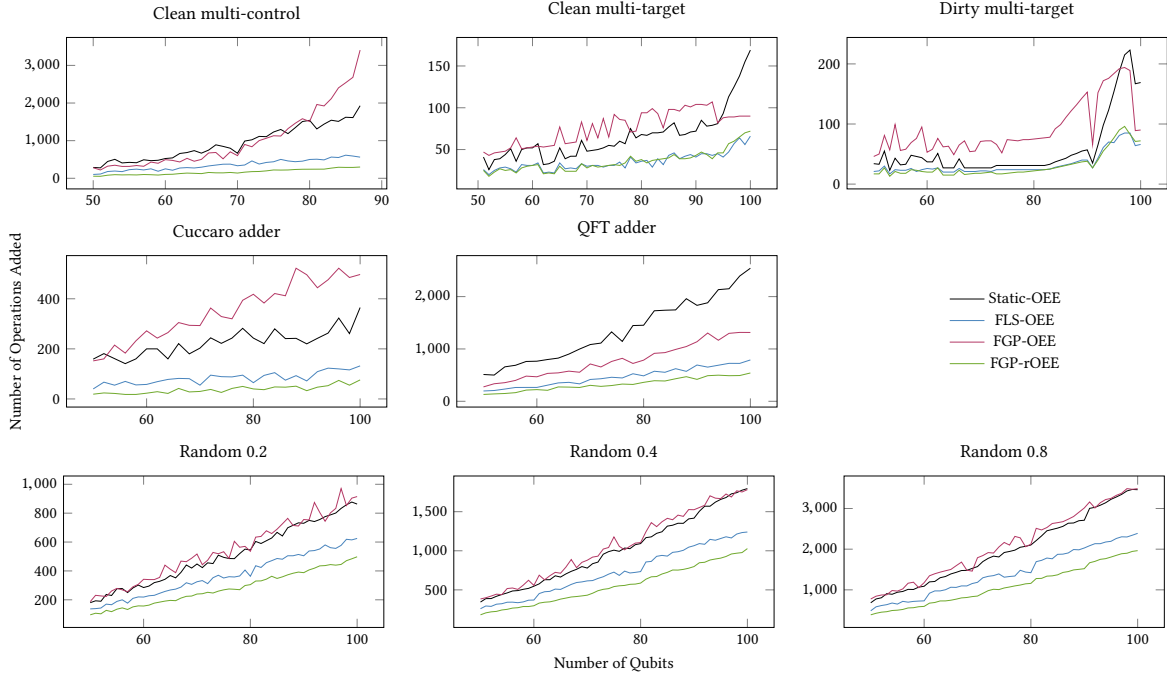 Clean multi-control
Clean multi-target
Dirty multi-target
3,000
2,000
1,000
0
50 60 70 80 90
150
100
50
50 60 70 80 90 100
200
100
0
60 80 100
Cuccaro adder
QFT adder
Number of Operations Added
400
200
0
60 80 100
2,000
1,000
0
60 80 100
Static-OEE
FLS-OEE
FGP-OEE
FGP-rOEE
Random 0.2
Random 0.4
Random 0.8
1,000
800
600
400
200
60 80 100
1,500
1,000
500
60 80 100
3,000
2,000
1,000
60 80 100
Number of Qubits